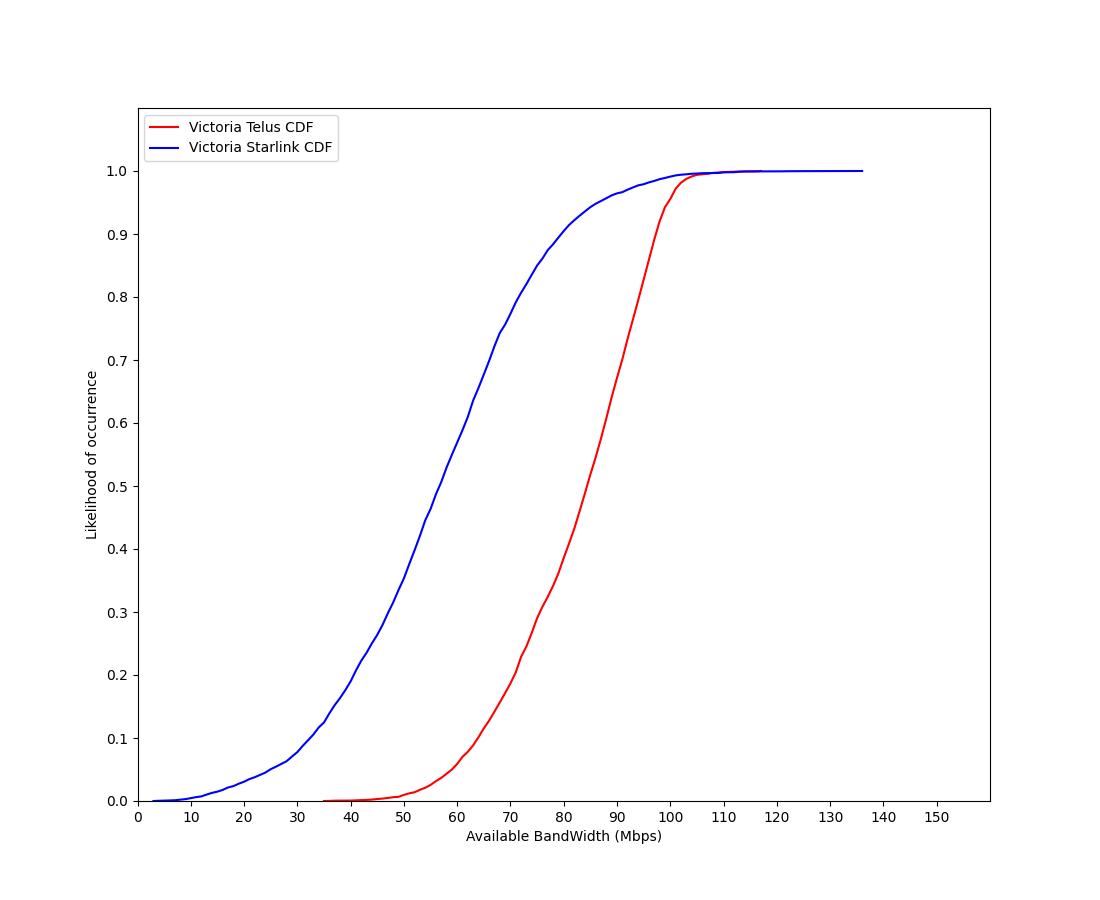 Victoria Telus CDF
Victoria Starlink CDF
1.0
0.9
0.8
0.7
0.6
0.5
0.4
0.3
0.2
0.1
0.0
Likelihood of occurrence
0 10 20 30 40 50 60 70 80 90 100 110 120 130 140 150
Available BandWidth (Mbps)